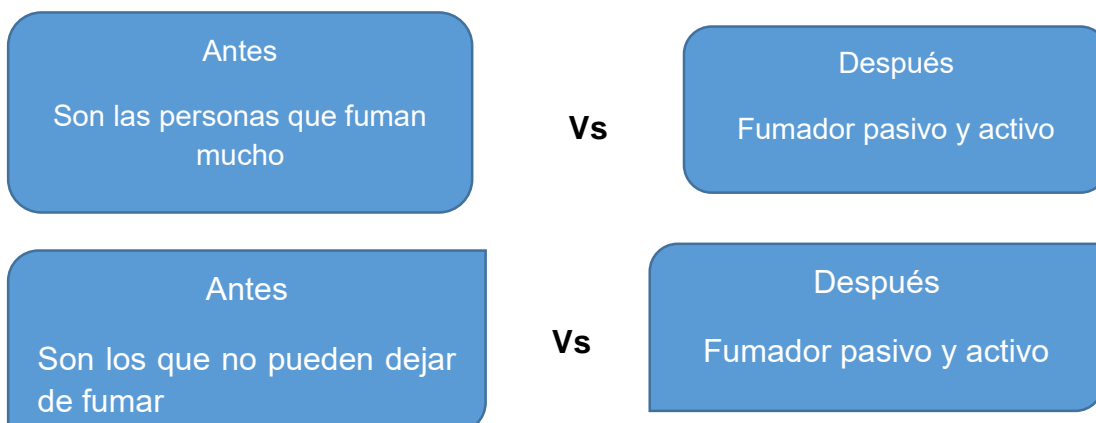 Antes
Son las personas que fuman
mucho
Vs
Después
Fumador pasivo y activo
Antes
Son los que no pueden dejar
de fumar
Vs
Después
Fumador pasivo y activo